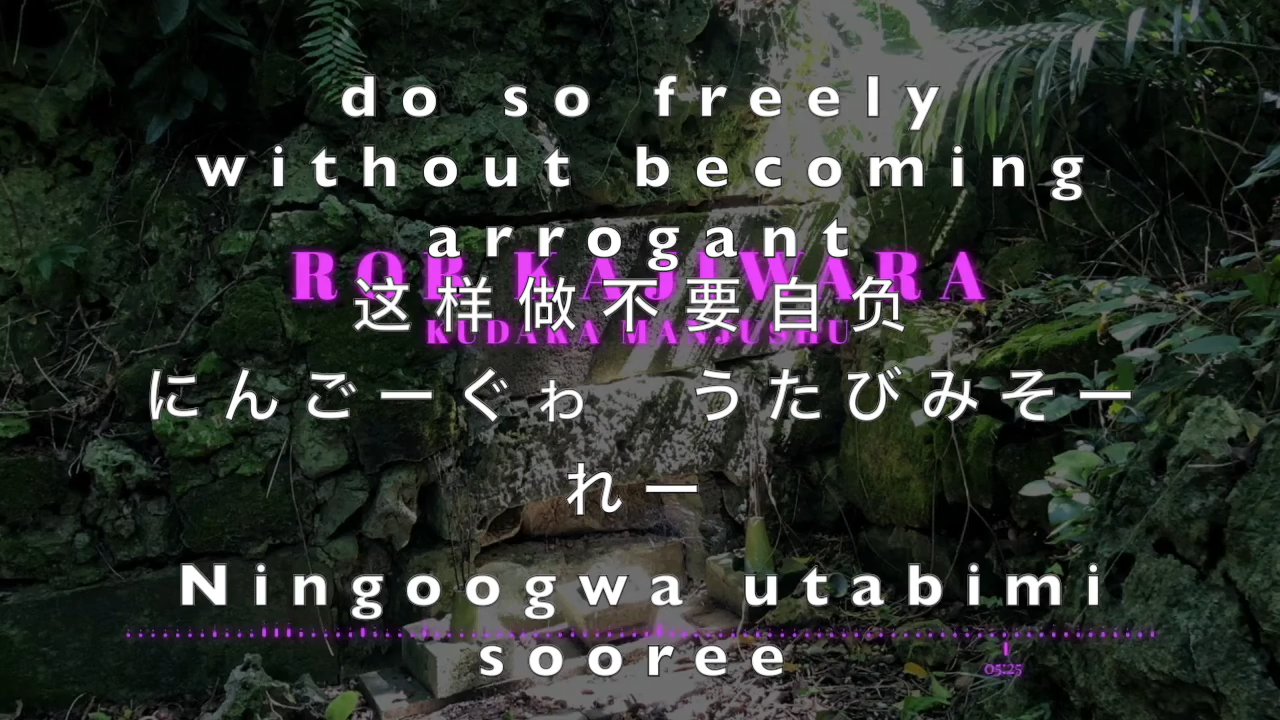 do so freely
without becoming
arrogant
ROB KAJIWARA
这样做不要自负
KUDAKA MANJUSHU
にんごーぐゎ うたびみそー
れー
Ningoogwa utabimi
sooree
05:25